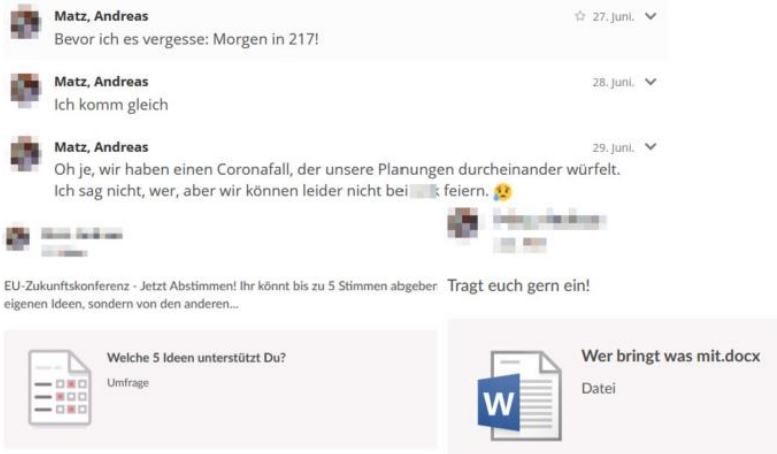 Matz, Andreas
27. Juni.
Bevor ich es vergesse: Morgen in 217!
Matz, Andreas
28. Juni.
Ich komm gleich
Matz, Andreas
29. Juni.
Oh je, wir haben einen Coronafall, der unsere Planungen durcheinander würfelt.
Ich sag nicht, wer, aber wir können leider nicht bei k feiern. 😥
EU-Zukunftskonferenz - Jetzt Abstimmen! Ihr könnt bis zu 5 Stimmen abgeben
eigenen Ideen, sondern von den anderen...
Welche 5 Ideen unterstützt Du?
Umfrage
Tragt euch gern ein!
W
Wer bringt was mit.docx
Datei